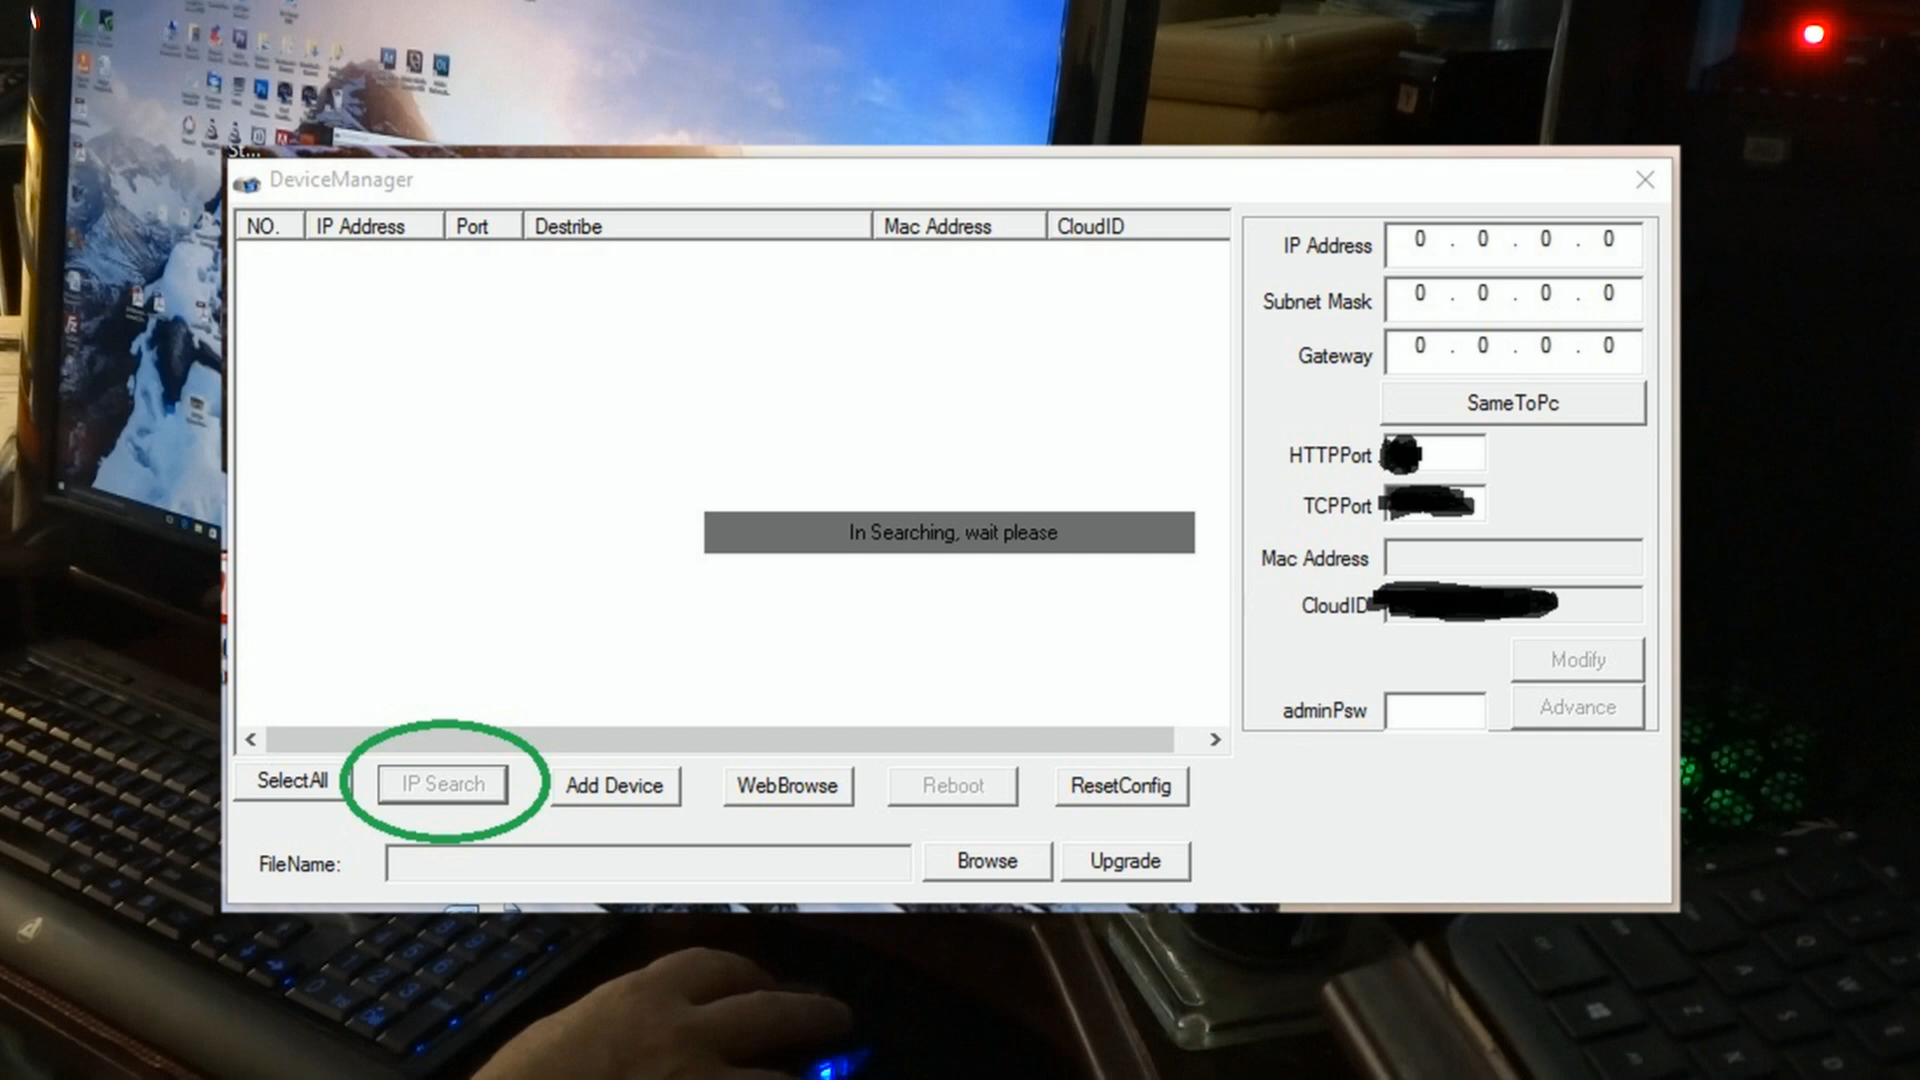 St...
DeviceManager
NO. IP Address Port Destribe Mac Address CloudID
IP Address 0 . 0 . 0 . 0
Subnet Mask 0 . 0 . 0 . 0
Gateway 0 . 0 . 0 . 0
SameToPc
HTTPPort
TCPPort
In Searching, wait please
Mac Address
CloudID
Modify
adminPsw Advance
SelectAll IP Search Add Device WebBrowse Reboot ResetConfig
FileName: Browse Upgrade